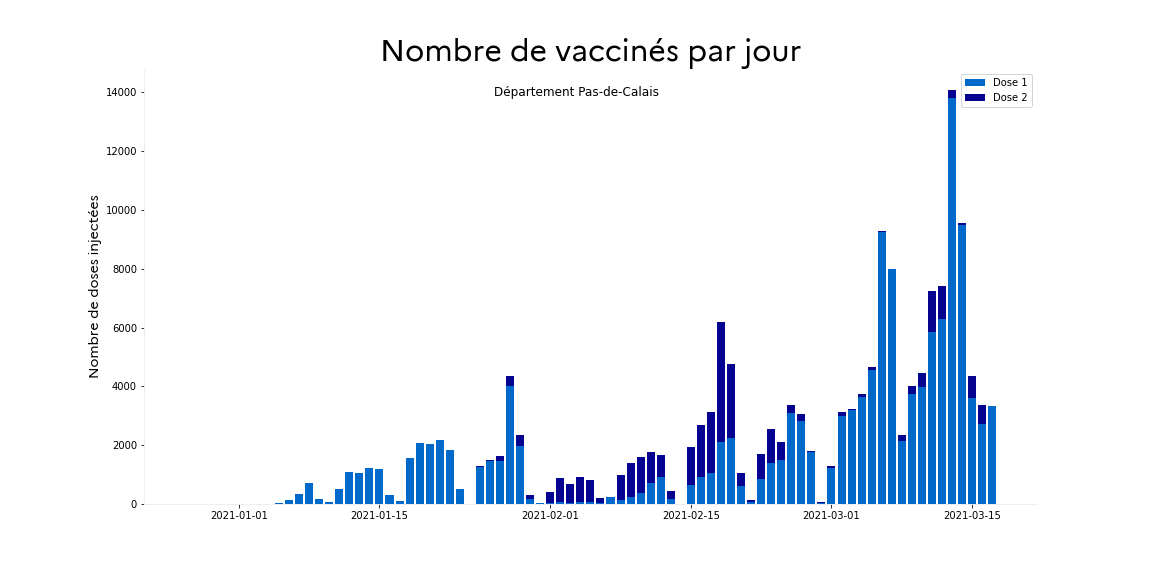 Nombre de vaccinés par jour
Département Pas-de-Calais
Dose 1
Dose 2
Nombre de doses injectées
14000
12000
10000
8000
6000
4000
2000
0
2021-01-01 2021-01-15 2021-02-01 2021-02-15 2021-03-01 2021-03-15